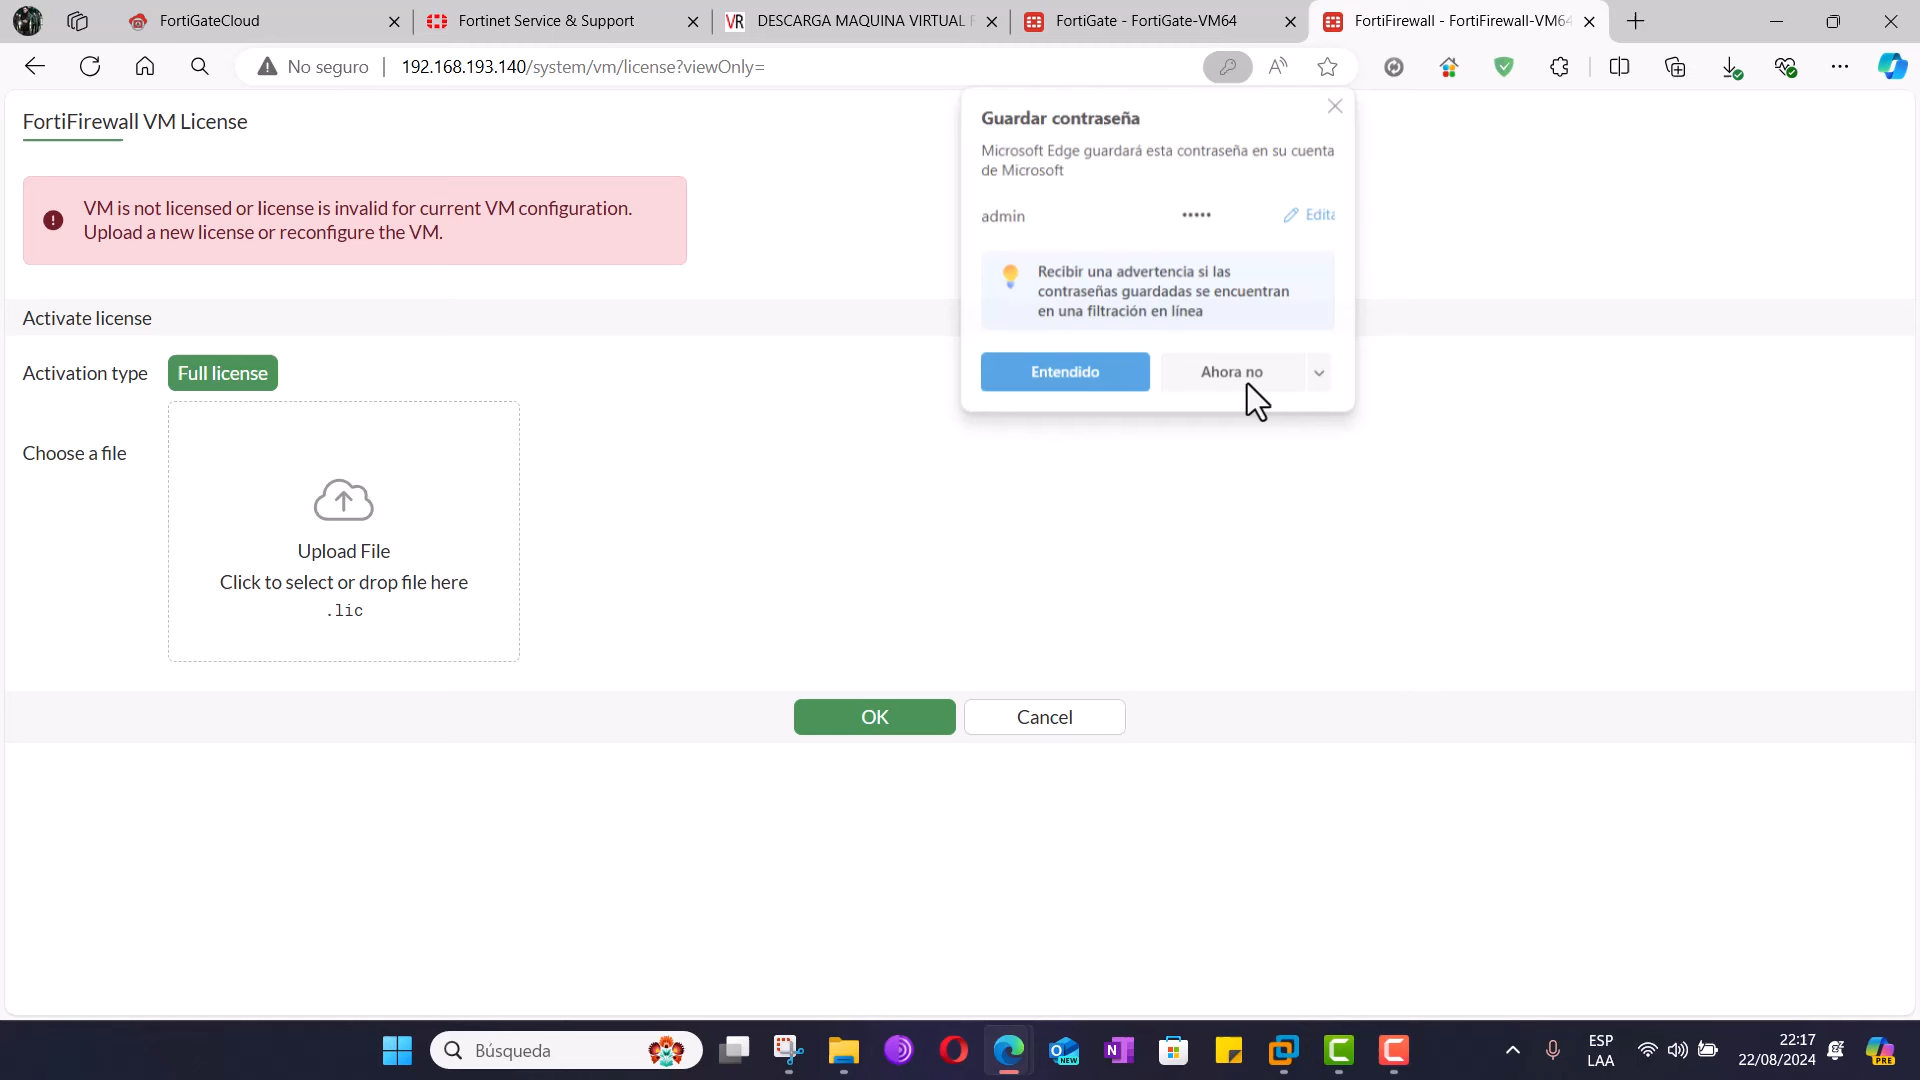 FortiGateCloud
Fortinet Service & Support
VR DESCARGA MAQUINA VIRTUAL F
FortiGate - FortiGate-VM64
FortiFirewall - FortiFirewall-VM64
No seguro
192.168.193.140/system/vm/license?viewOnly=
FortiFirewall VM License
VM is not licensed or license is invalid for current VM configuration.
Upload a new license or reconfigure the VM.
Activate license
Activation type
Full license
Choose a file
Upload File
Click to select or drop file here
.lic
OK
Cancel
Guardar contraseña
Microsoft Edge guardará esta contraseña en su cuenta
de Microsoft
admin
•••••
Edita
Recibir una advertencia si las
contraseñas guardadas se encuentran
en una filtración en línea
Entendido
Ahora no
Búsqueda
NEW
N
ESP
LAA
22:17
22/08/2024
PRE